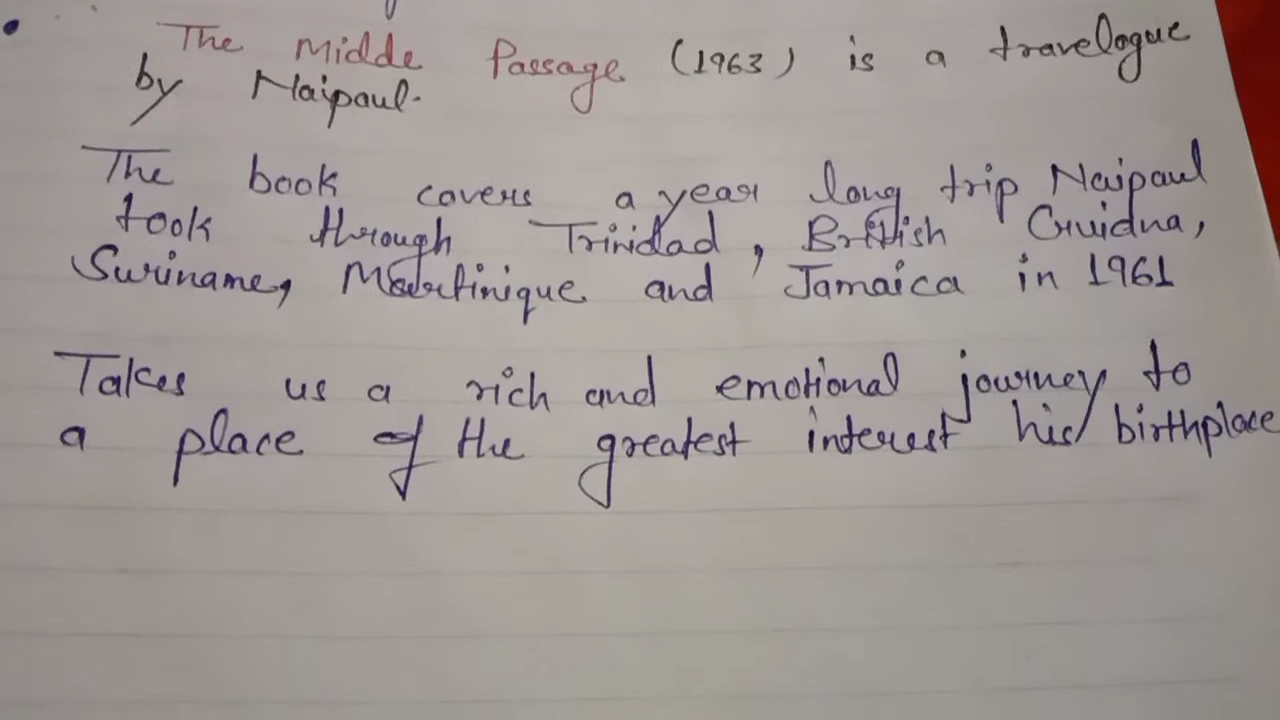 The Midde Passage (1963) is a travelogue
by Naipaul.
The book covers a year long trip Naipaul
took through Trinidad, British Guidna,
Suriname, Martinique and Jamaica in 1961
Takes us a rich and emotional journey to
a place of the greatest interest his birthplace